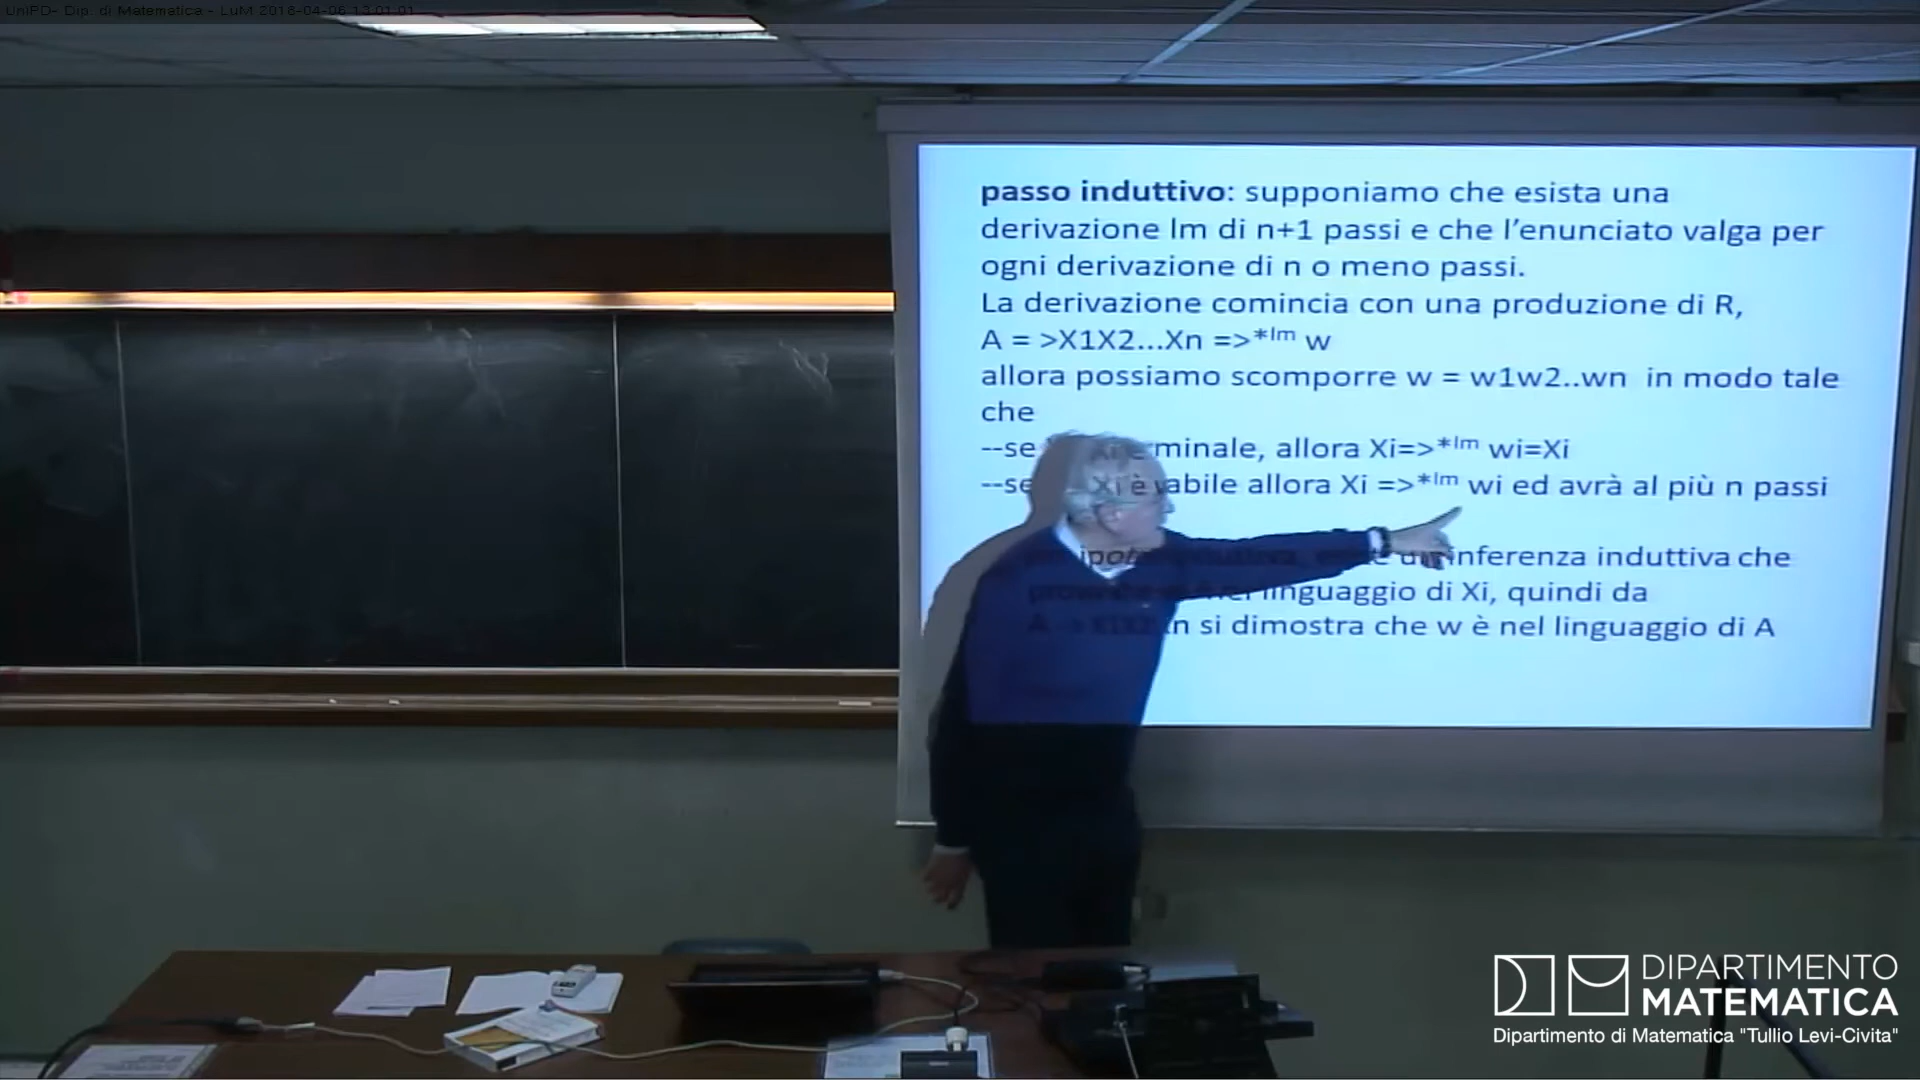 UniPD- Dip. di Matematica - LuM 2016-04-06 13:01:01
passo induttivo: supponiamo che esista una
derivazione lm di n+1 passi e che l'enunciato valga per
ogni derivazione di n o meno passi.
La derivazione comincia con una produzione di R,
A = >X1X2...Xn =>*lm w
allora possiamo scomporre w = w1w2..wn in modo tale
che
--se Xi è terminale, allora Xi=>*lm wi=Xi
--se Xi è vabile allora Xi =>*lm wi ed avrà al più n passi
inferenza induttiva che
linguaggio di Xi, quindi da
si dimostra che w è nel linguaggio di A
DIPARTIMENTO
MATEMATICA
Dipartimento di Matematica "Tullio Levi-Civita"